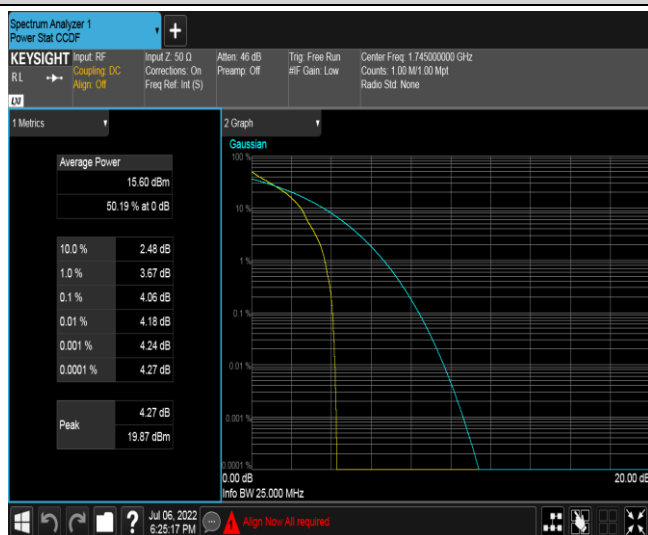 Spectrum Analyzer 1
Power Stat CCDF
+
KEYSIGHT
RL
Input: RF
Coupling: DC
Align: Off
Input Z: 50 Ω
Corrections: On
Freq Ref: Int (S)
Atten: 46 dB
Preamp: Off
Trig: Free Run
#IF Gain: Low
Center Freq: 1.745000000 GHz
Counts: 1.00 M/1.00 Mpt
Radio Std: None
LXI
1 Metrics
Average Power
15.60 dBm
50.19 % at 0 dB
10.0 % 2.48 dB
1.0 % 3.67 dB
0.1 % 4.06 dB
0.01 % 4.18 dB
0.001 % 4.24 dB
0.0001 % 4.27 dB
Peak
4.27 dB
19.87 dBm
2 Graph
Gaussian
100 %
10 %
1 %
0.1 %
0.01 %
0.001 %
0.0001 %
0.00 dB
20.00 dB
Info BW 25.000 MHz
?
Jul 06, 2022
6:25:17 PM
Align Now All required